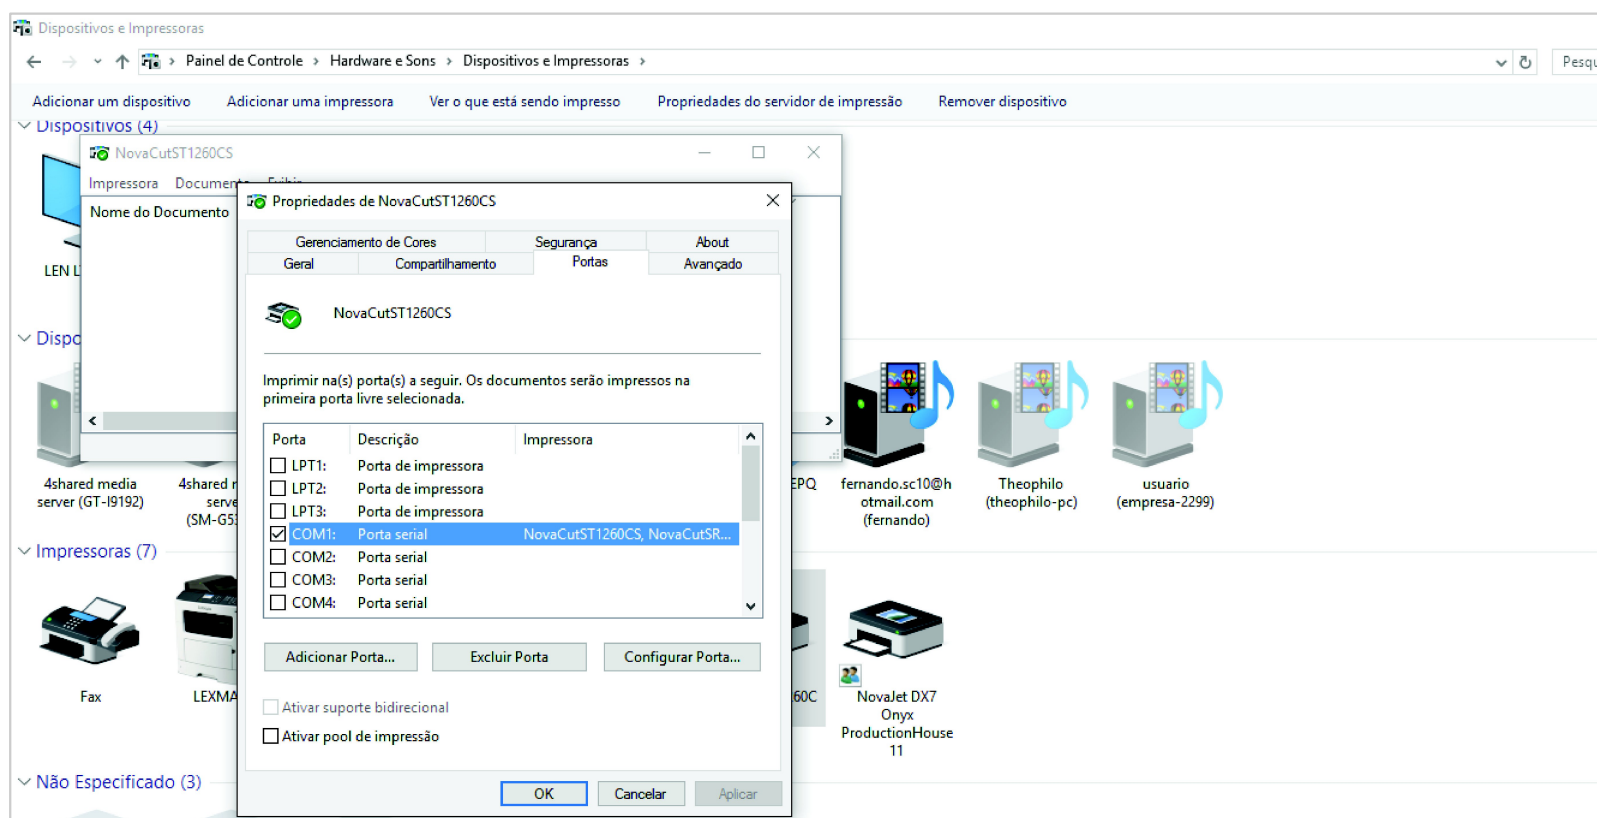 Dispositivos e Impressoras
Painel de Controle › Hardware e Sons › Dispositivos e Impressoras ›
Pesqu
Adicionar um dispositivo Adicionar uma impressora Ver o que está sendo impresso Propriedades do servidor de impressão Remover dispositivo
Dispositivos (4)
NovaCutST1260CS
Impressora Documento Exibir
Nome do Documento
LEN L
Dispo
Propriedades de NovaCutST1260CS
Gerenciamento de Cores Segurança About
Geral Compartilhamento Portas Avançado
NovaCutST1260CS
Imprimir na(s) porta(s) a seguir. Os documentos serão impressos na
primeira porta livre selecionada.
Porta Descrição Impressora
LPT1: Porta de impressora
LPT2: Porta de impressora
LPT3: Porta de impressora
COM1: Porta serial NovaCutST1260CS, NovaCutSR...
COM2: Porta serial
COM3: Porta serial
COM4: Porta serial
Adicionar Porta... Excluir Porta Configurar Porta...
Ativar suporte bidirecional
Ativar pool de impressão
OK Cancelar Aplicar
4shared media
server (GT-I9192)
4shared
serve
(SM-G53
EPQ
fernando.sc10@h
otmail.com
(fernando)
Theophilo
(theophilo-pc)
usuario
(empresa-2299)
Impressoras (7)
Fax
LEXMA
60C
NovaJet DX7
Onyx
ProductionHouse
11
Não Especificado (3)